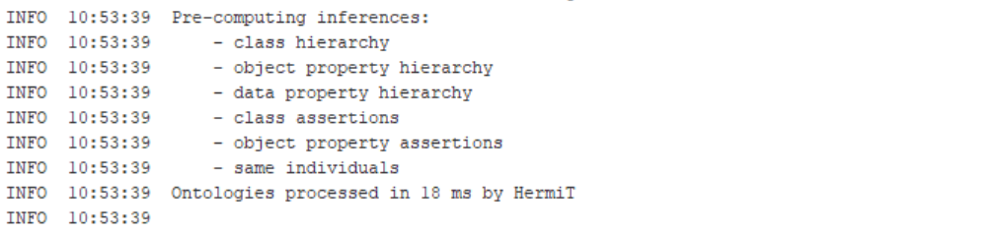 INFO  10:53:39  Pre-computing inferences:
INFO  10:53:39      - class hierarchy
INFO  10:53:39      - object property hierarchy
INFO  10:53:39      - data property hierarchy
INFO  10:53:39      - class assertions
INFO  10:53:39      - object property assertions
INFO  10:53:39      - same individuals
INFO  10:53:39  Ontologies processed in 18 ms by HermiT
INFO  10:53:39